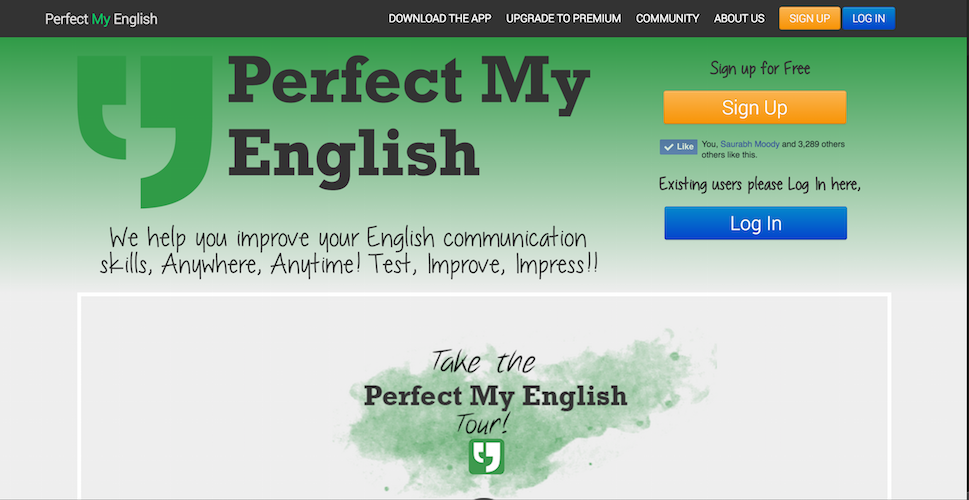 Perfect My English
DOWNLOAD THE APP
UPGRADE TO PREMIUM
COMMUNITY
ABOUT US
SIGN UP
LOG IN
Perfect My
English
We help you improve your English communication
skills, Anywhere, Anytime! Test, Improve, Impress!!
Sign up for Free
Sign Up
Like
You, Saurabh Moody and 3,289 others
others like this.
Existing users please Log In here,
Log In
Take the
Perfect My English
Tour!